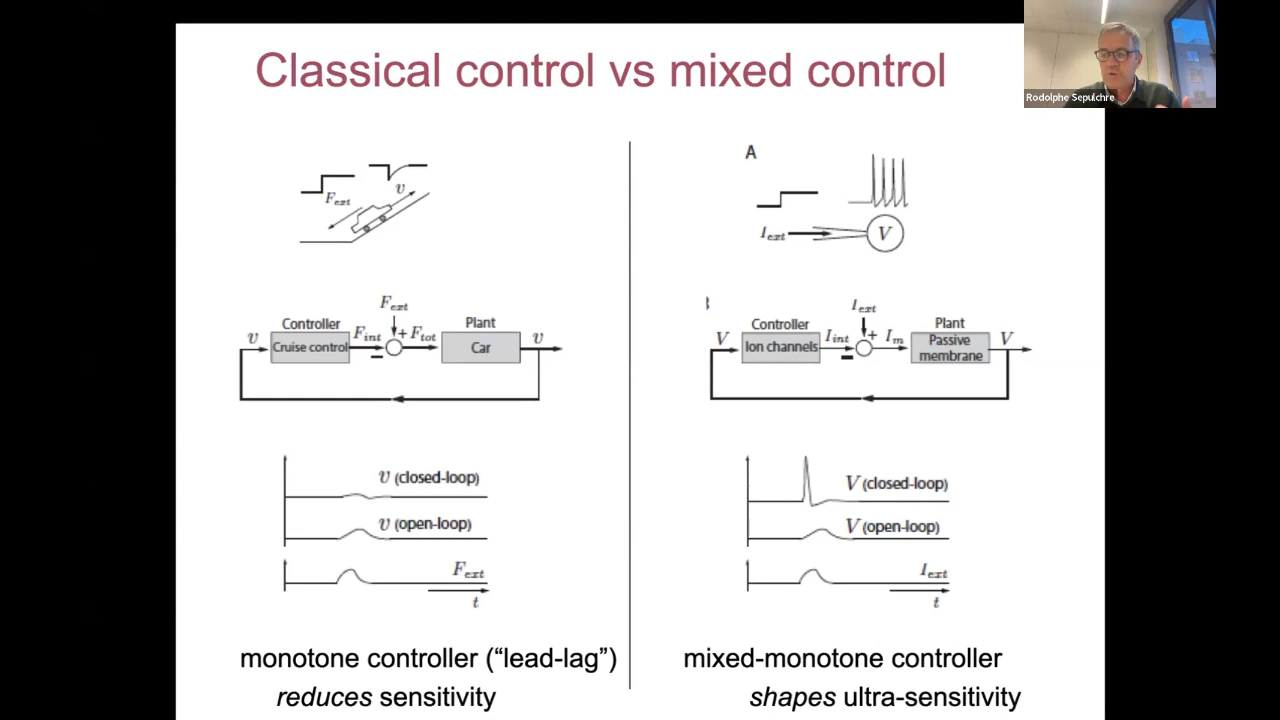 Classical control vs mixed control
Rodolphe Sepulchre
F_ext
v
Controller
Cruise control
v
F_int
F_ext
+
F_tot
−
Plant
Car
v
v (closed-loop)
v (open-loop)
F_ext
t
monotone controller (“lead-lag”)
reduces sensitivity
A
I_ext
V
Controller
Ion channels
V
I_int
I_ext
+
I_m
−
Plant
Passive
membrane
V
V (closed-loop)
V (open-loop)
I_ext
t
mixed-monotone controller
shapes ultra-sensitivity